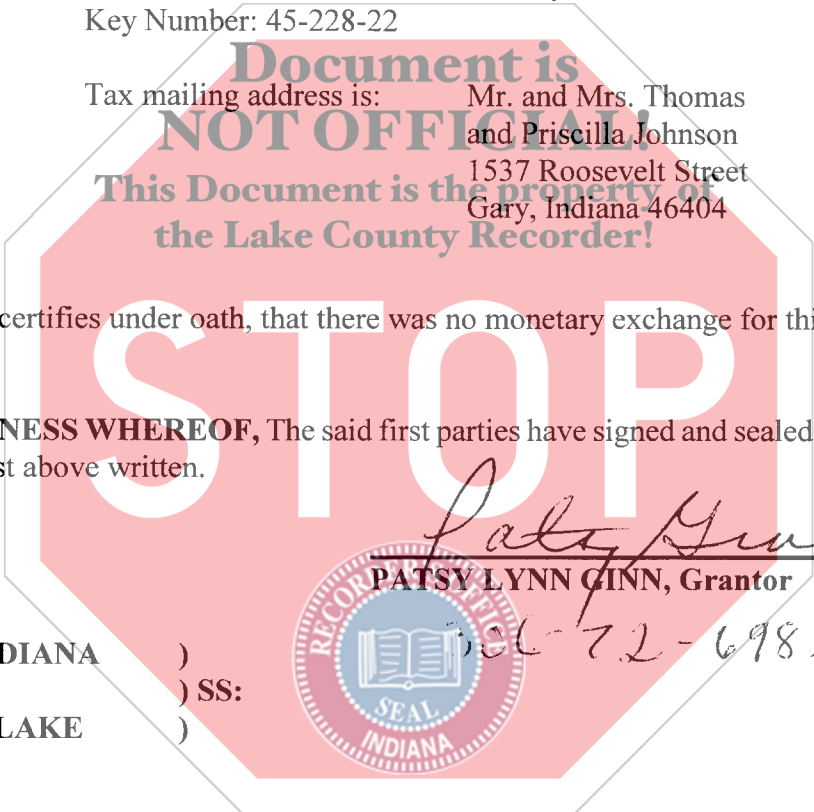 Key Number: 45-228-22
Document is
Tax mailing address is: Mr. and Mrs. Thomas
NOT OFFICIAL!
and Priscilla Johnson
1537 Roosevelt Street
This Document is the property of
Gary, Indiana 46404
the Lake County Recorder!
certifies under oath, that there was no monetary exchange for thi
STOP
NESS WHEREOF, The said first parties have signed and sealed
st above written.
Patsy
PATSY LYNN GINN, Grantor
RECORDER'S OFFICE
DIANA )
) SS:
LAKE )
SEAL
INDIANA